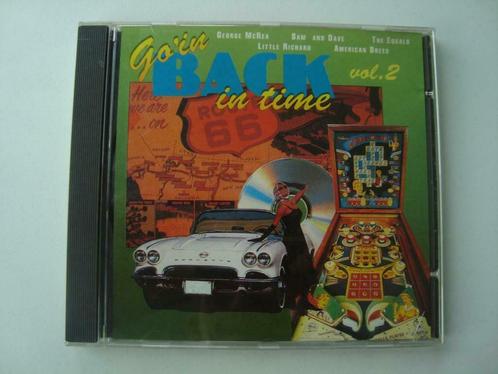 Go'in
BACK
in time
vol.2
George McRea Sam and Dave The Equals
Little Richard American Breed
Here
we are
...on
ROUTE
66